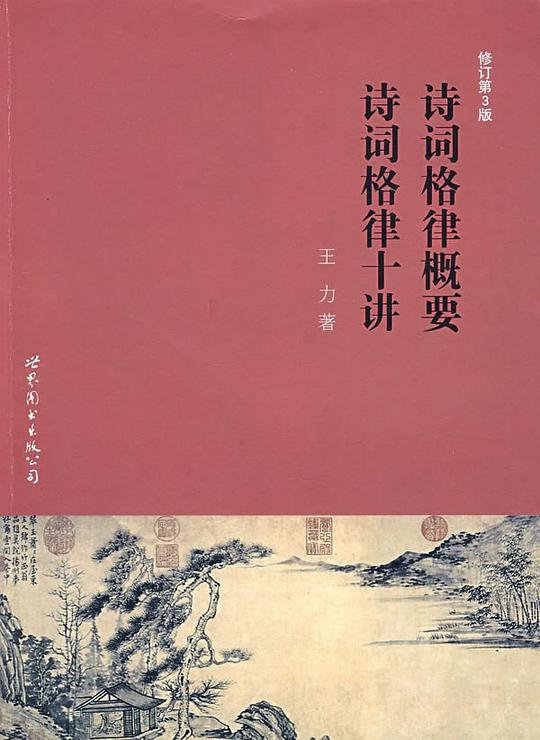 修订第3版
诗词格律概要
诗词格律十讲
王力著
世界图书出版公司